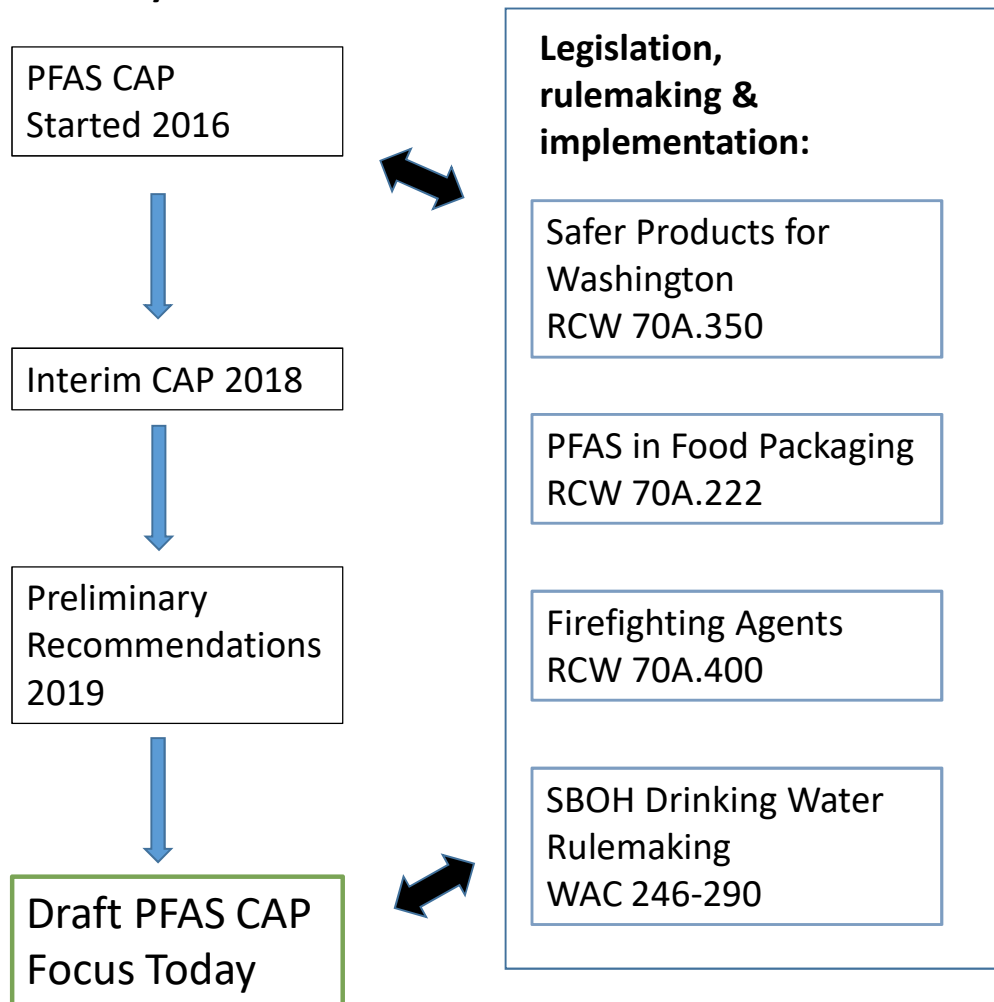 PFAS CAP
Started 2016
Interim CAP 2018
Preliminary
Recommendations
2019
Draft PFAS CAP
Focus Today
Legislation,
rulemaking &
implementation:
Safer Products for
Washington
RCW 70A.350
PFAS in Food Packaging
RCW 70A.222
Firefighting Agents
RCW 70A.400
SBOH Drinking Water
Rulemaking
WAC 246-290